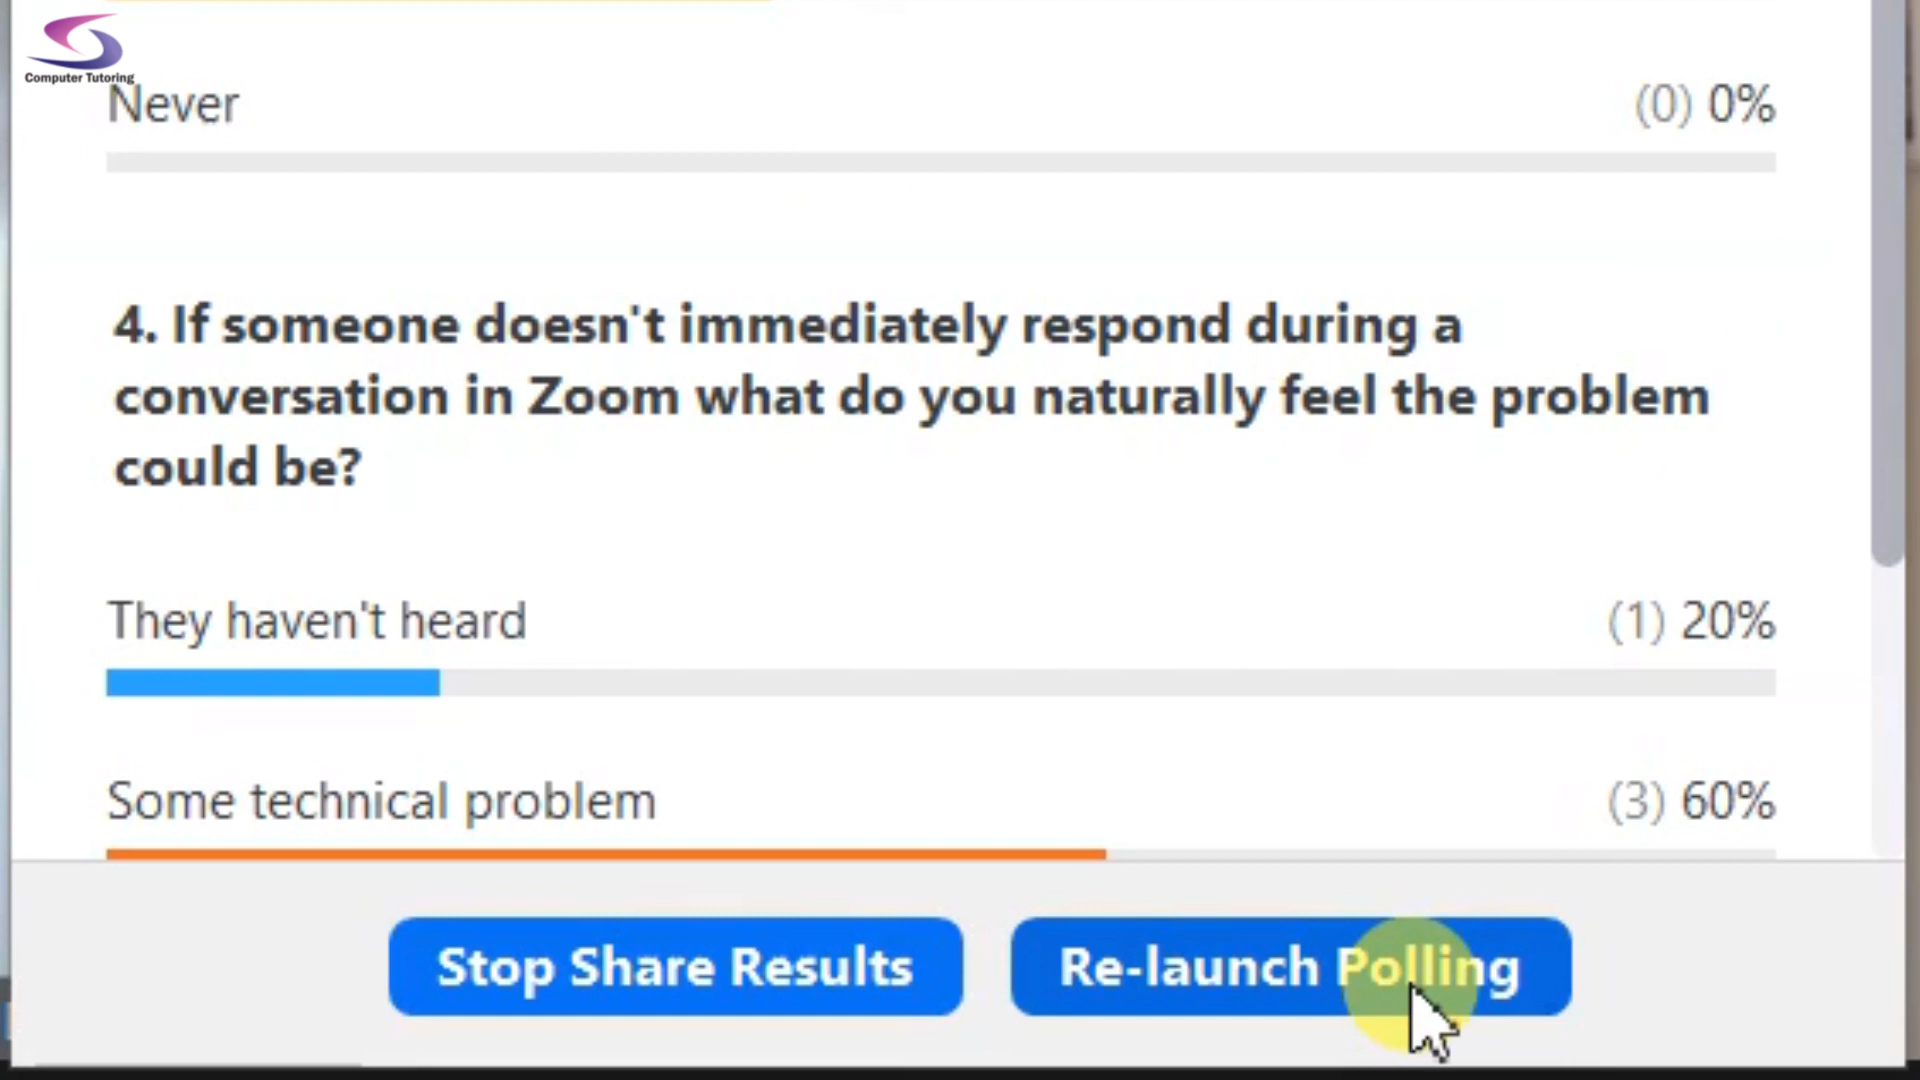 Computer Tutoring
Never (0) 0%
4. If someone doesn't immediately respond during a
conversation in Zoom what do you naturally feel the problem
could be?
They haven't heard (1) 20%
Some technical problem (3) 60%
Stop Share Results Re-launch Polling